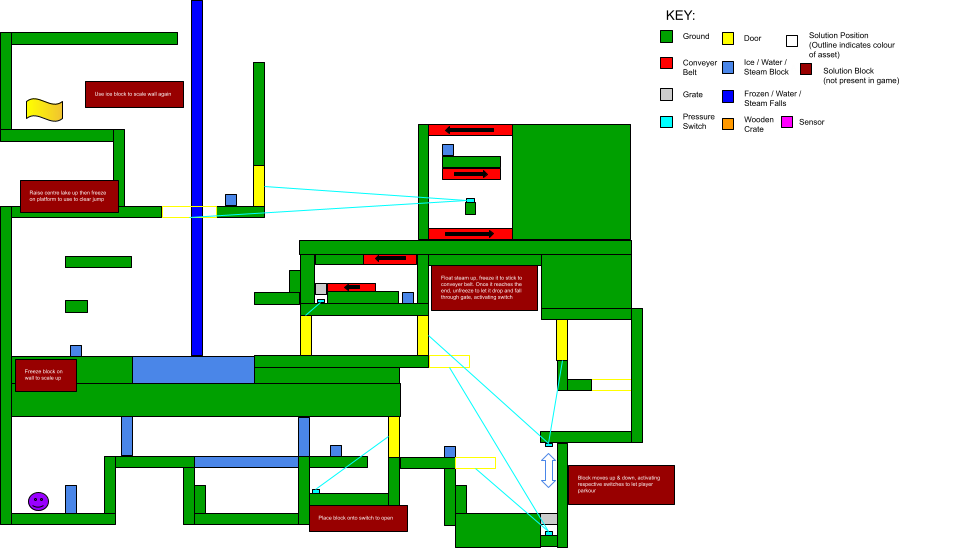 KEY:
Ground
Door
Solution Position
(Outline indicates colour
of asset)
Conveyer
Belt
Ice / Water /
Steam Block
Solution Block
(not present in game)
Grate
Frozen / Water /
Steam Falls
Pressure
Switch
Wooden
Crate
Sensor
Use ice block to scale wall again
Raise centre lake up then freeze
on platform to use to clear jump
Float steam up, freeze it to stick to
conveyer belt. Once it reaches the
end, unfreeze to let it drop and fall
through gate, activating switch
Freeze block on
wall to scale up
Block moves up & down, activating
respective switches to let player
parkour
Place block onto switch to open